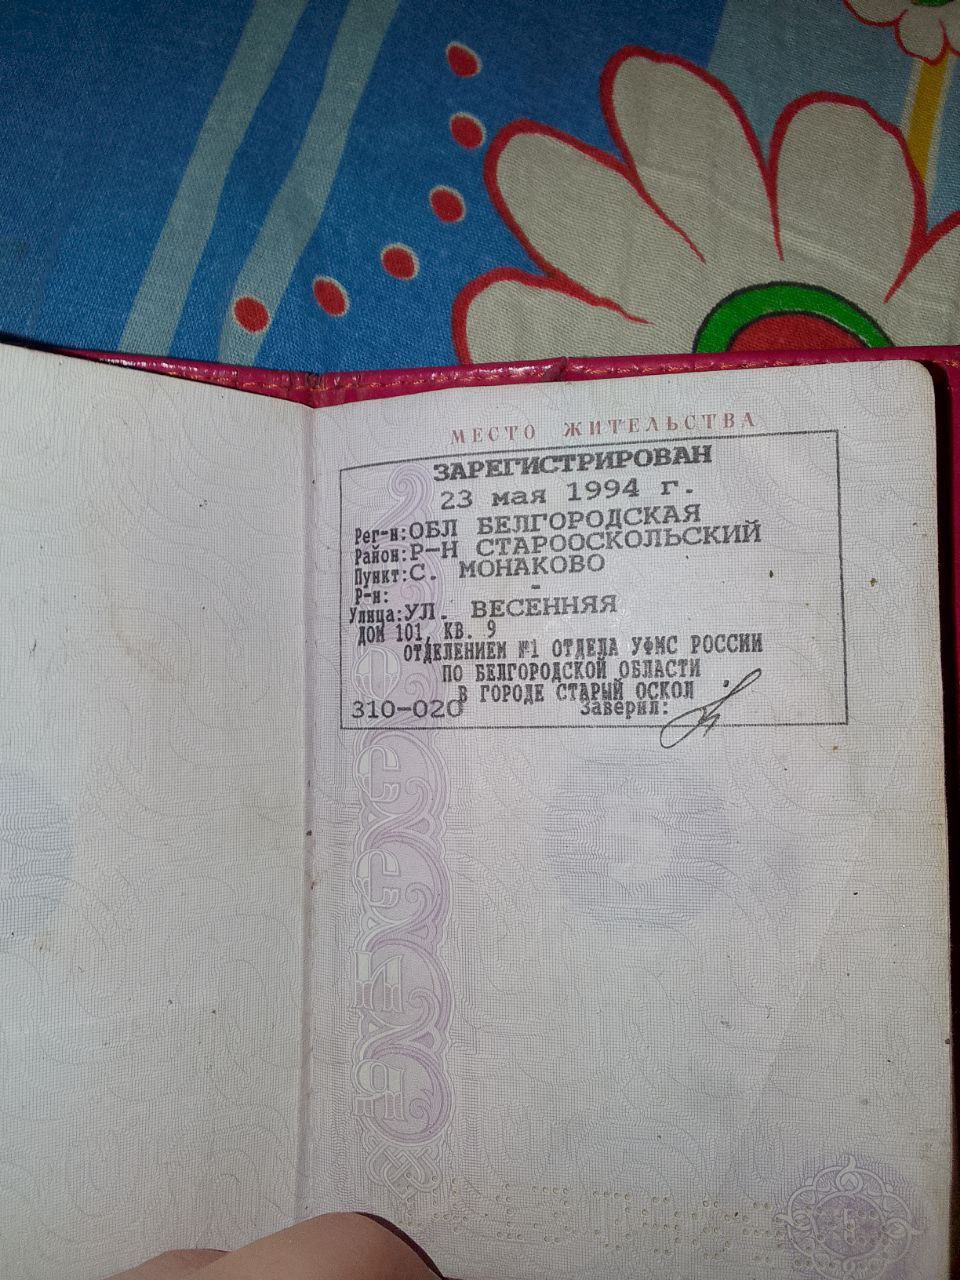 МЕСТО ЖИТЕЛЬСТВА
ЗАРЕГИСТРИРОВАН
23 мая 1994 г.
Рег-н:ОБЛ БЕЛГОРОДСКАЯ
Район:Р-Н СТАРООСКОЛЬСКИЙ
Пункт:С. МОНАКОВО
Р-н: -
Улица:УЛ. ВЕСЕННЯЯ
ДОМ 101, КВ. 9
ОТДЕЛЕНИЕМ №1 ОТДЕЛА УФМС РОССИИ
ПО БЕЛГОРОДСКОЙ ОБЛАСТИ
В ГОРОДЕ СТАРЫЙ ОСКОЛ
310-020 Заверил: